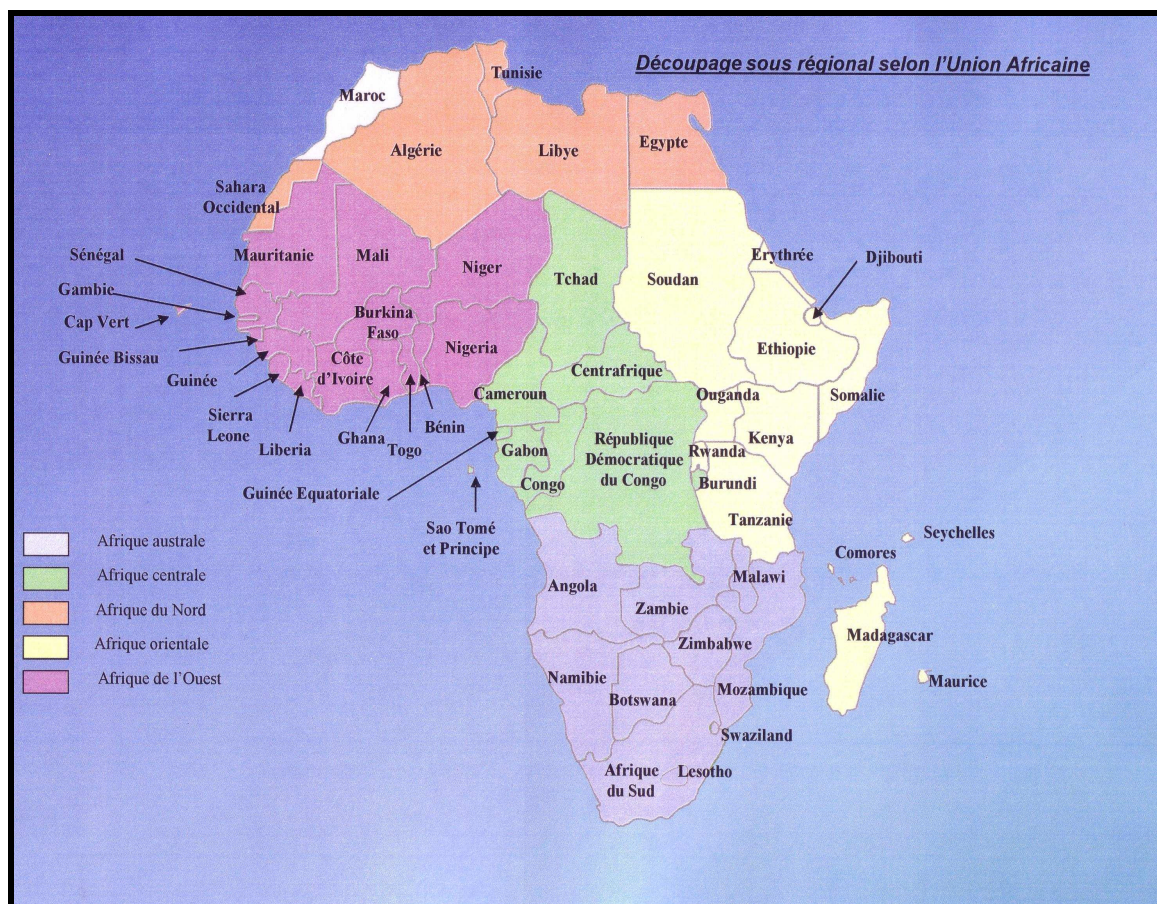 Découpage sous régional selon l'Union Africaine
Tunisie
Maroc
Algérie
Libye
Egypte
Sahara
Occidental
Sénégal
Mauritanie
Mali
Niger
Tchad
Soudan
Erythrée
Djibouti
Gambie
Cap Vert
Burkina
Faso
Guinée Bissau
Nigeria
Ethiopie
Guinée
Côte
d'Ivoire
Centrafrique
Cameroun
Ouganda
Somalie
Sierra
Leone
Liberia
Ghana
Togo
Bénin
République
Démocratique
du Congo
Kenya
Gabon
Rwanda
Congo
Burundi
Guinée Equatoriale
Tanzanie
Sao Tomé
et Principe
Seychelles
Comores
Afrique australe
Afrique centrale
Afrique du Nord
Afrique orientale
Afrique de l'Ouest
Angola
Malawi
Zambie
Madagascar
Zimbabwe
Namibie
Botswana
Mozambique
Maurice
Swaziland
Afrique
du Sud
Lesotho